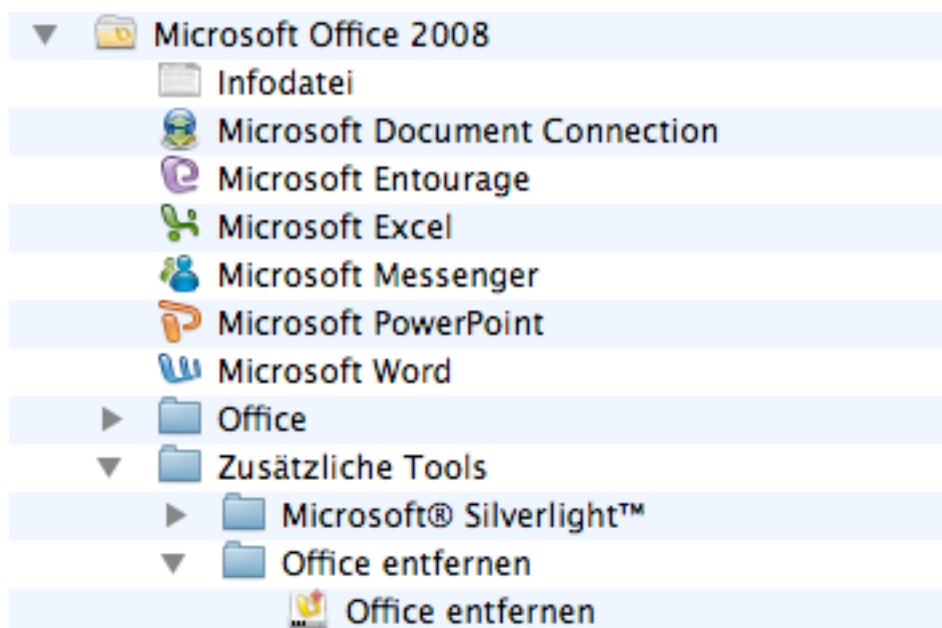 Microsoft Office 2008
Infodatei
Microsoft Document Connection
Microsoft Entourage
Microsoft Excel
Microsoft Messenger
Microsoft PowerPoint
Microsoft Word
Office
Zusätzliche Tools
Microsoft® Silverlight™
Office entfernen
Office entfernen